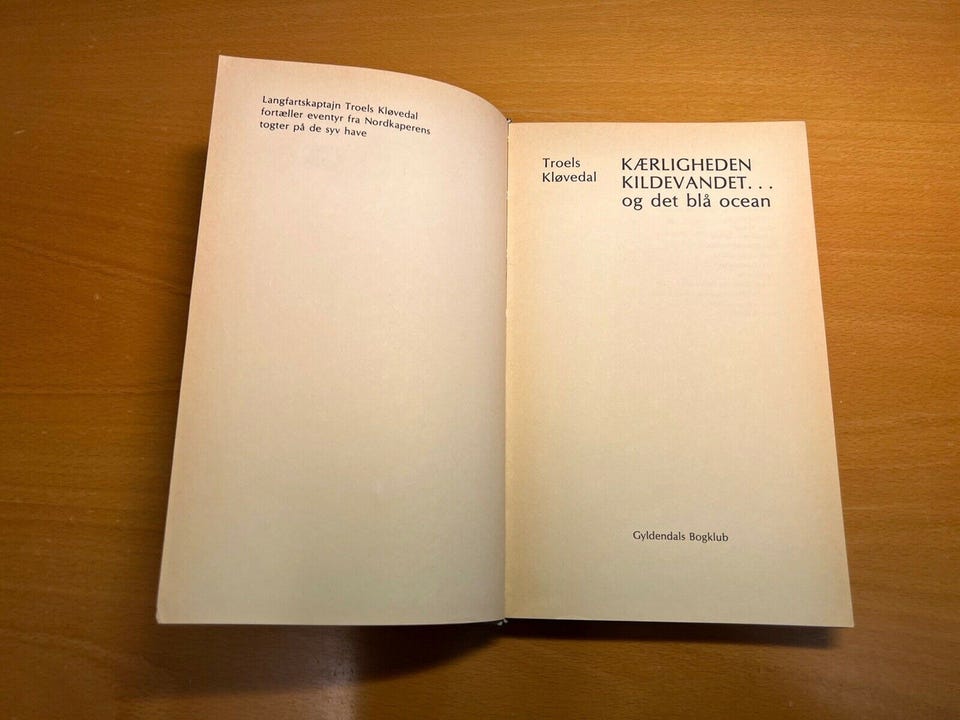 Langfartskaptajn Troels Kløvedal
fortæller eventyr fra Nordkaperens
togter på de syv have
Troels
Kløvedal
KÆRLIGHEDEN
KILDEVANDET...
og det blå ocean
Gyldendals Bogklub